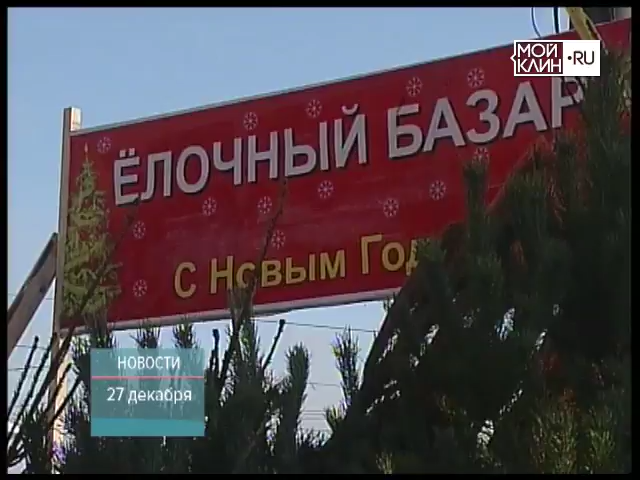 МОЙ
КЛИН .RU
ЁЛОЧНЫЙ БАЗАР
С НОВЫМ ГОД
НОВОСТИ
27 декабря